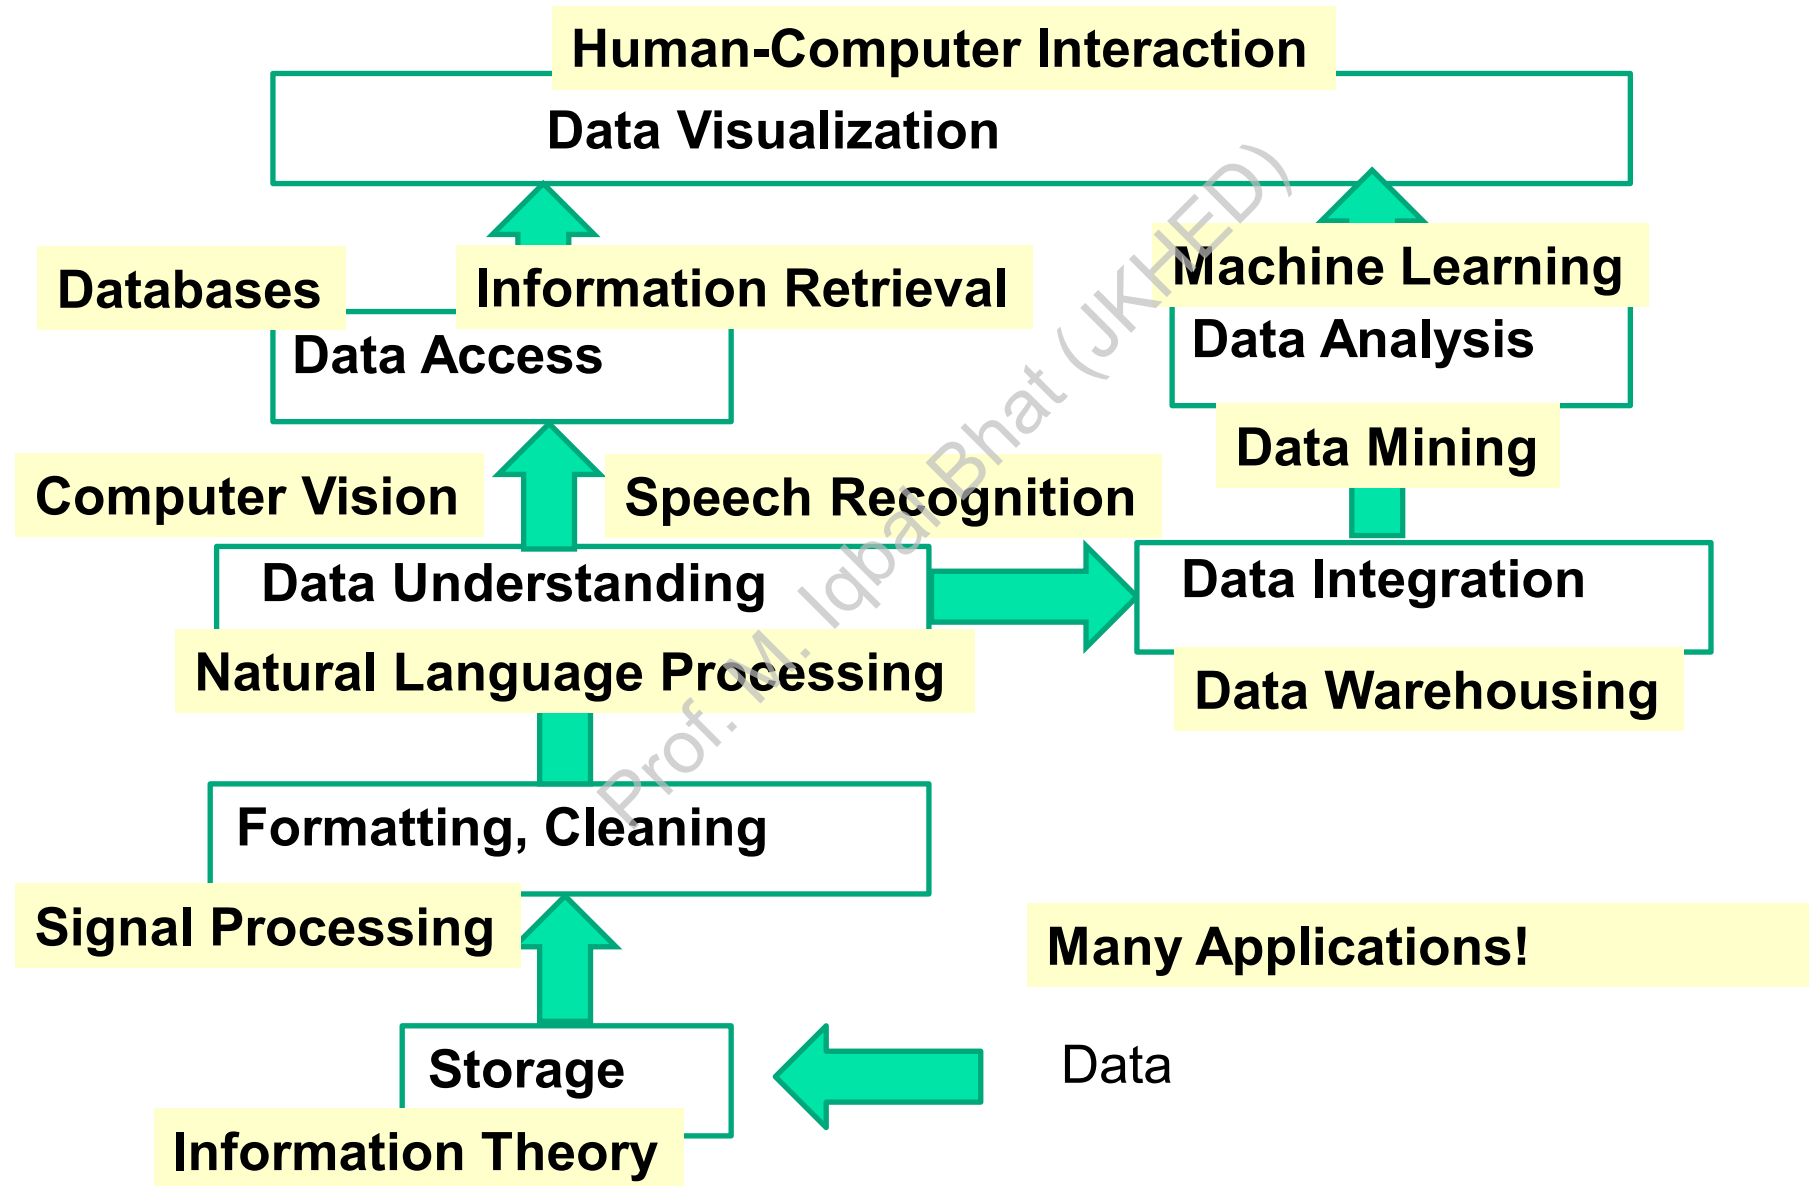 Human-Computer Interaction
Data Visualization
Databases
Information Retrieval
Machine Learning
Data Access
Data Analysis
Computer Vision
Speech Recognition
Data Mining
Data Understanding
Data Integration
Natural Language Processing
Data Warehousing
Formatting, Cleaning
Signal Processing
Many Applications!
Storage
Data
Information Theory
Prof. M. Iqbal Bhat (JKHED)